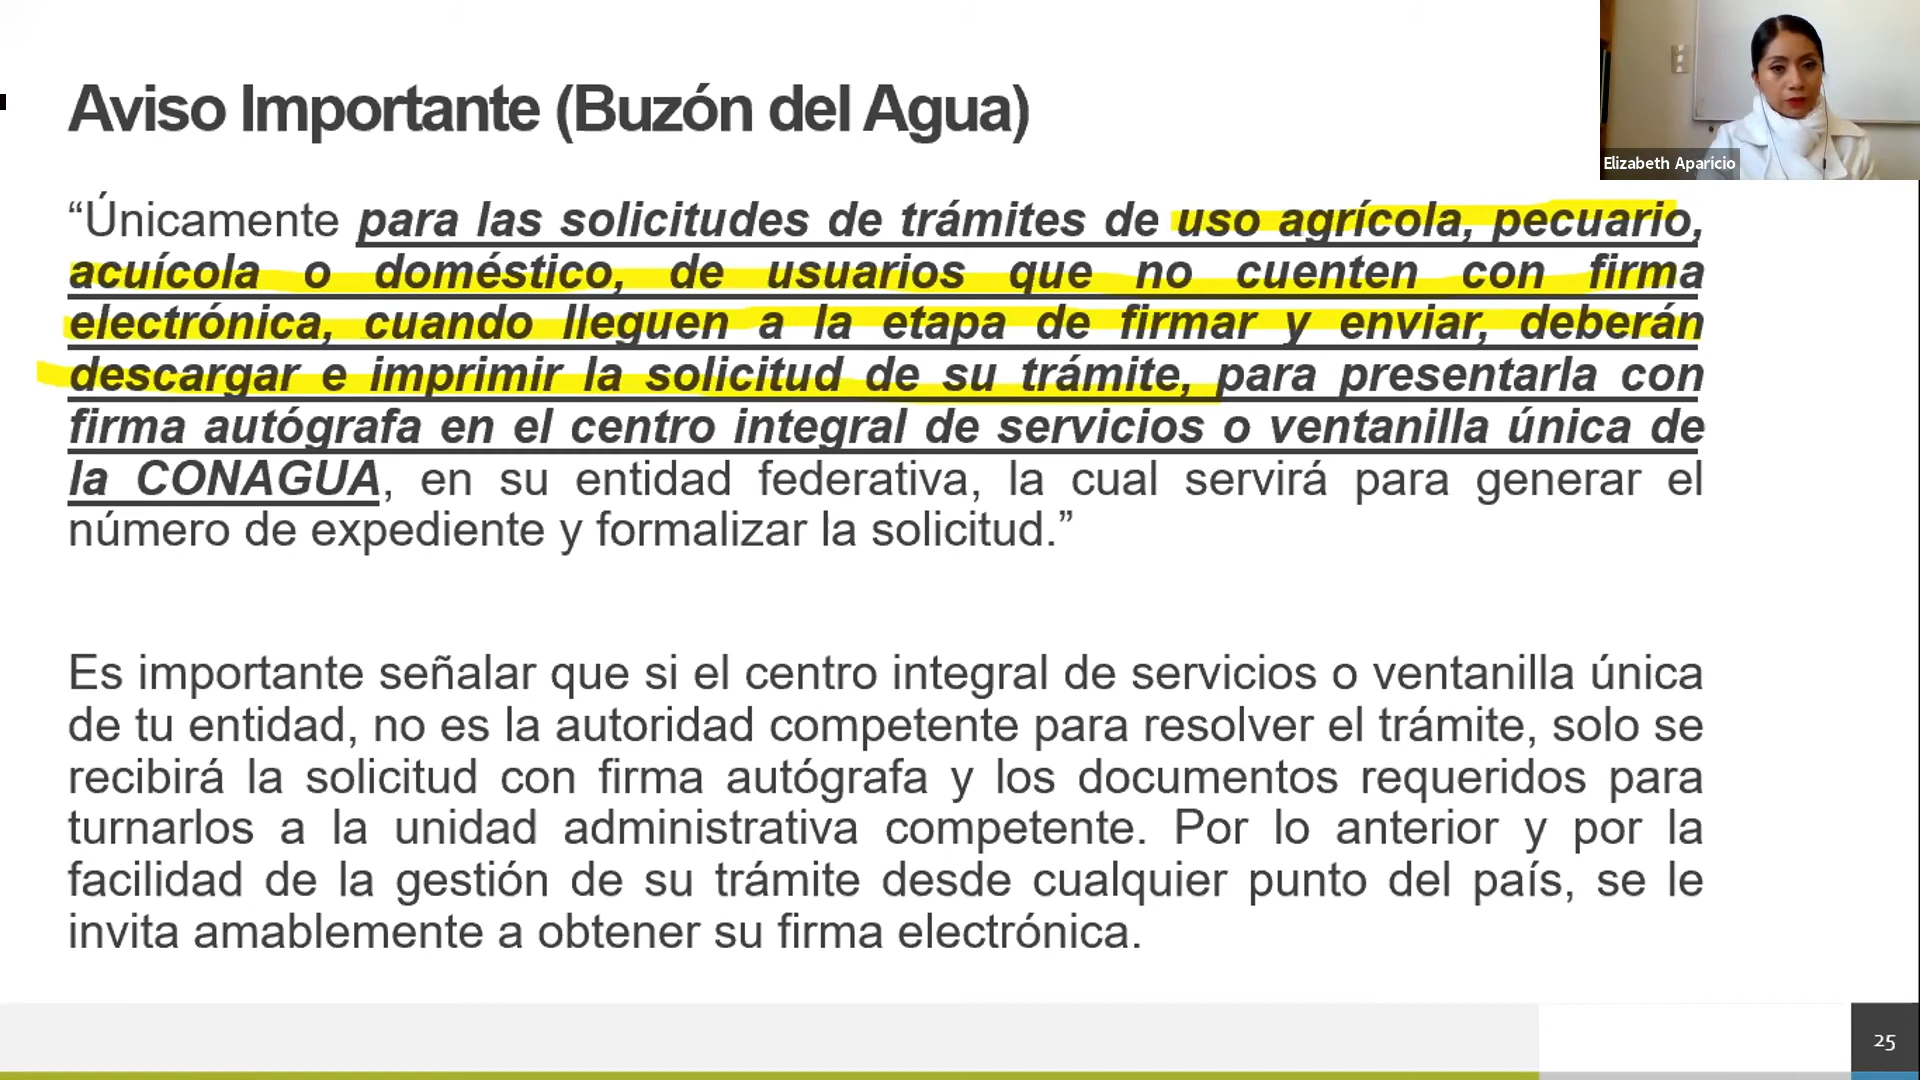 Aviso Importante (Buzón del Agua)
Elizabeth Aparicio
“Únicamente para las solicitudes de trámites de uso agrícola, pecuario,
acuícola o doméstico, de usuarios que no cuenten con firma
electrónica, cuando lleguen a la etapa de firmar y enviar, deberán
descargar e imprimir la solicitud de su trámite, para presentarla con
firma autógrafa en el centro integral de servicios o ventanilla única de
la CONAGUA, en su entidad federativa, la cual servirá para generar el
número de expediente y formalizar la solicitud.”
Es importante señalar que si el centro integral de servicios o ventanilla única
de tu entidad, no es la autoridad competente para resolver el trámite, solo se
recibirá la solicitud con firma autógrafa y los documentos requeridos para
turnarlos a la unidad administrativa competente. Por lo anterior y por la
facilidad de la gestión de su trámite desde cualquier punto del país, se le
invita amablemente a obtener su firma electrónica.
25